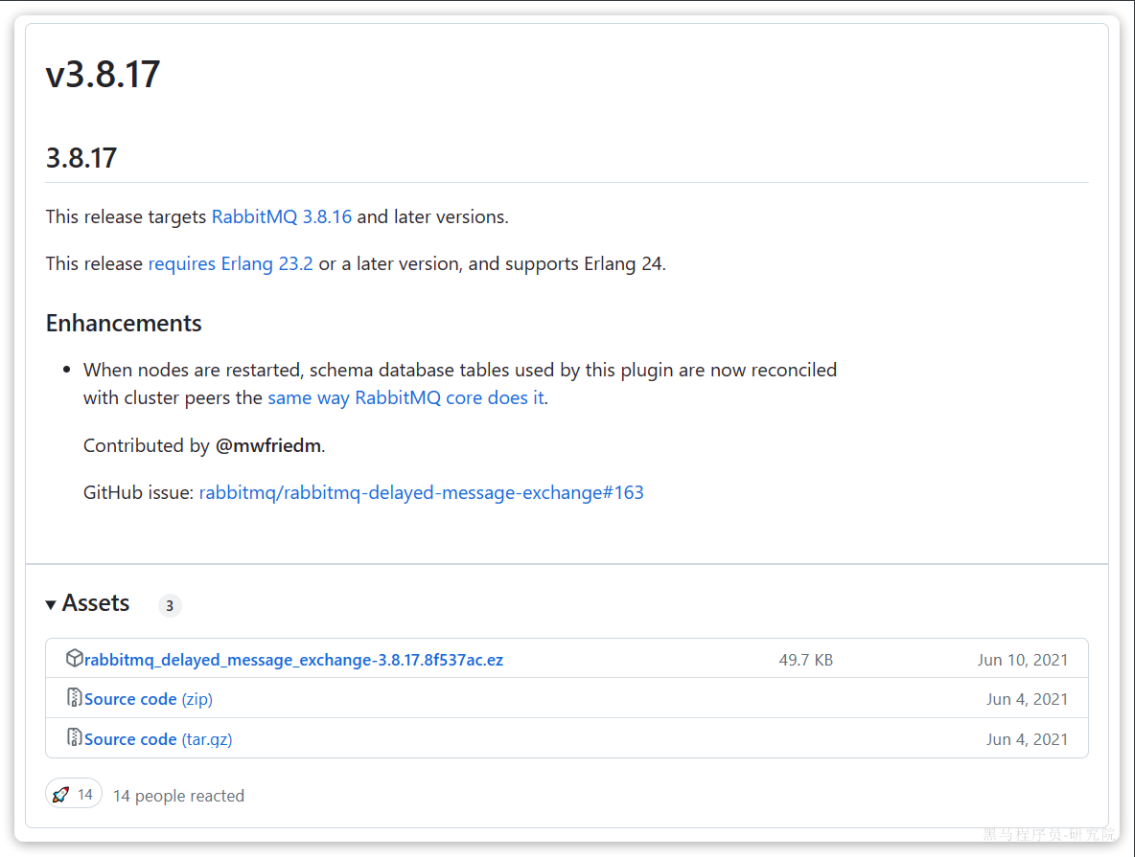 v3.8.17
3.8.17
This release targets RabbitMQ 3.8.16 and later versions.
This release requires Erlang 23.2 or a later version, and supports Erlang 24.
Enhancements
When nodes are restarted, schema database tables used by this plugin are now reconciled
with cluster peers the same way RabbitMQ core does it.
Contributed by @mwfriedm.
GitHub issue: rabbitmq/rabbitmq-delayed-message-exchange#163
Assets 3
rabbitmq_delayed_message_exchange-3.8.17.8f537ac.ez 49.7 KB Jun 10, 2021
Source code (zip) Jun 4, 2021
Source code (tar.gz) Jun 4, 2021
14 14 people reacted
黑马程序员-研究院